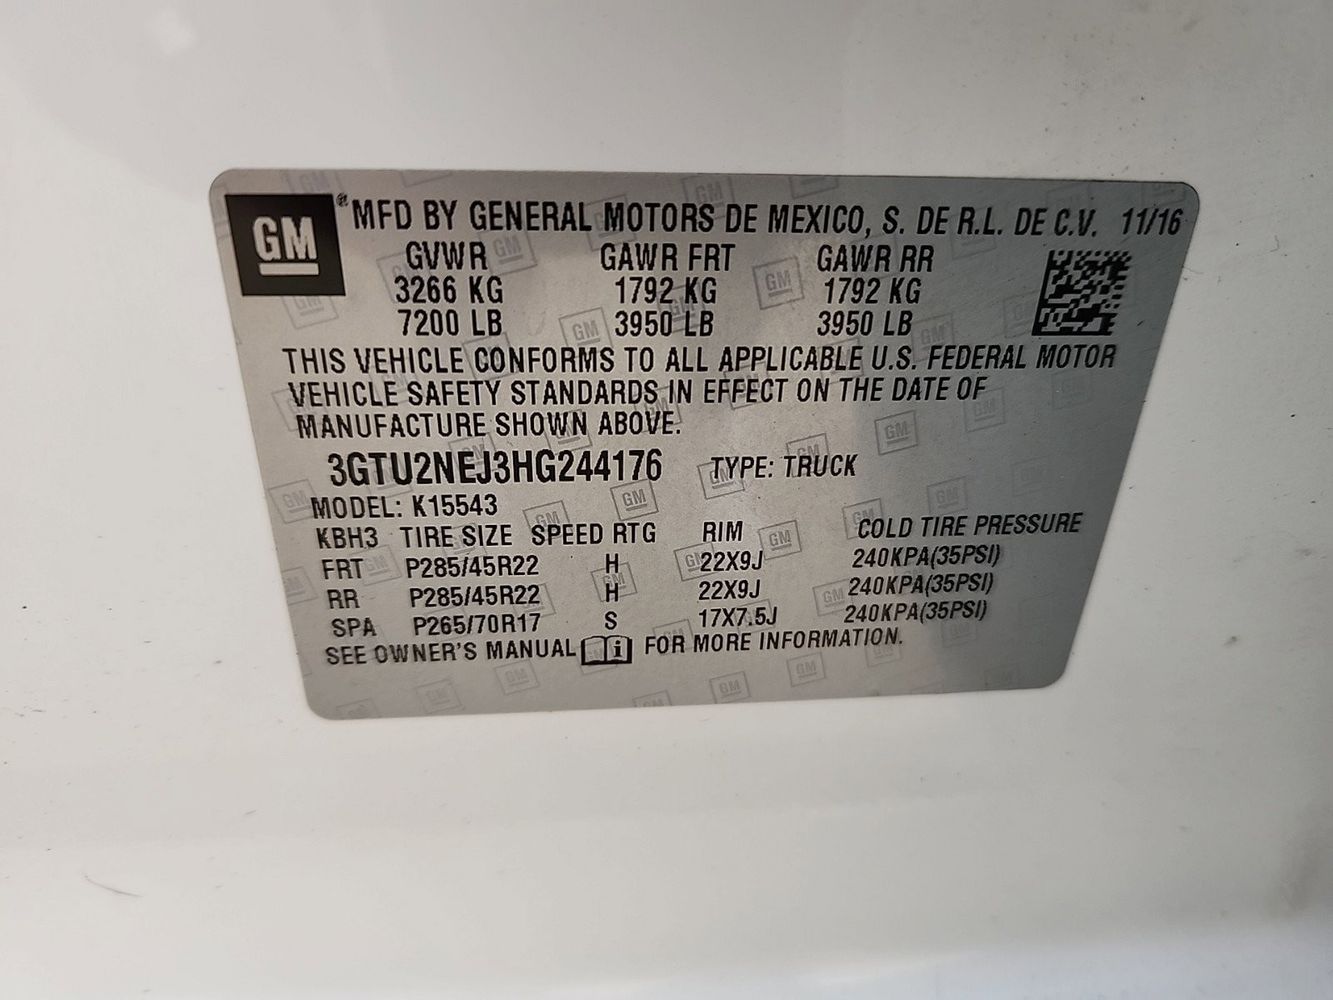 GM ® MFD BY GENERAL MOTORS DE MEXICO, S. DE R.L. DE C.V. 11/16
GVWR GAWR FRT GAWR RR
3266 KG 1792 KG 1792 KG
7200 LB 3950 LB 3950 LB
THIS VEHICLE CONFORMS TO ALL APPLICABLE U.S. FEDERAL MOTOR
VEHICLE SAFETY STANDARDS IN EFFECT ON THE DATE OF
MANUFACTURE SHOWN ABOVE.
3GTU2NEJ3HG244176 TYPE: TRUCK
MODEL: K15543
KBH3 TIRE SIZE SPEED RTG RIM COLD TIRE PRESSURE
FRT P285/45R22 H 22X9J 240KPA(35PSI)
RR P285/45R22 H 22X9J 240KPA(35PSI)
SPA P265/70R17 S 17X7.5J 240KPA(35PSI)
SEE OWNER'S MANUAL i FOR MORE INFORMATION.